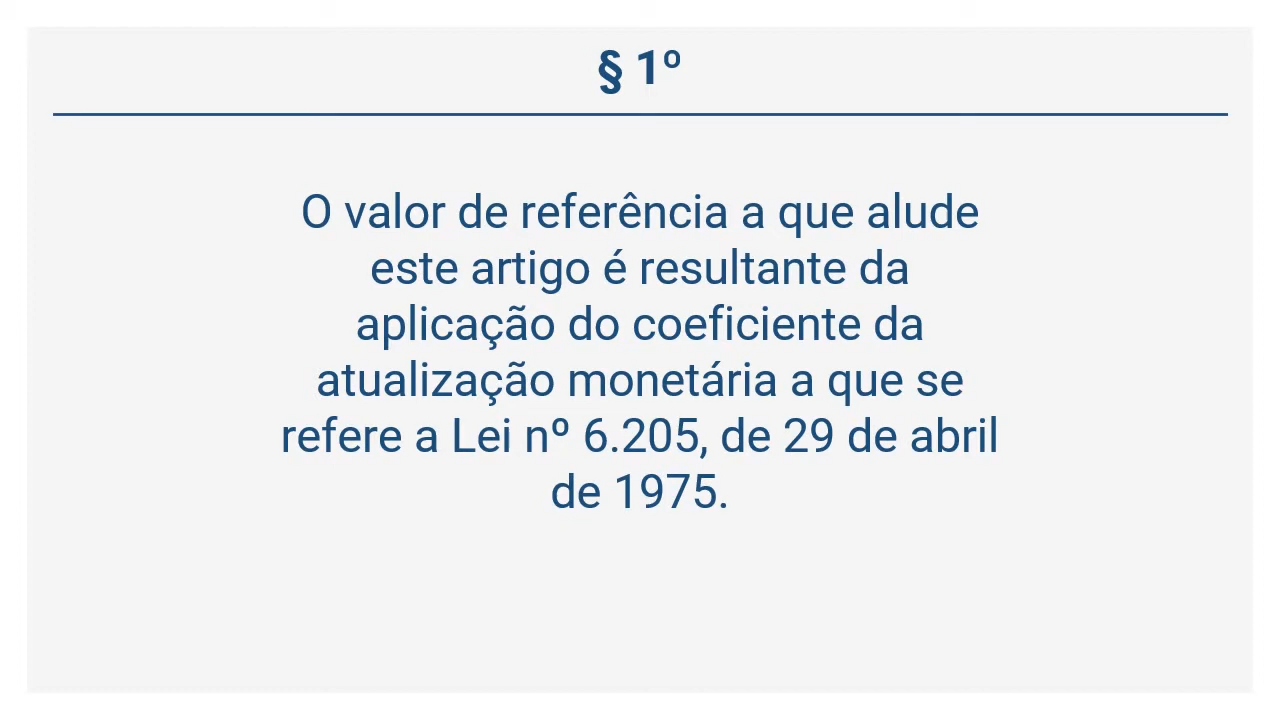 § 1º
O valor de referência a que alude
este artigo é resultante da
aplicação do coeficiente da
atualização monetária a que se
refere a Lei nº 6.205, de 29 de abril
de 1975.